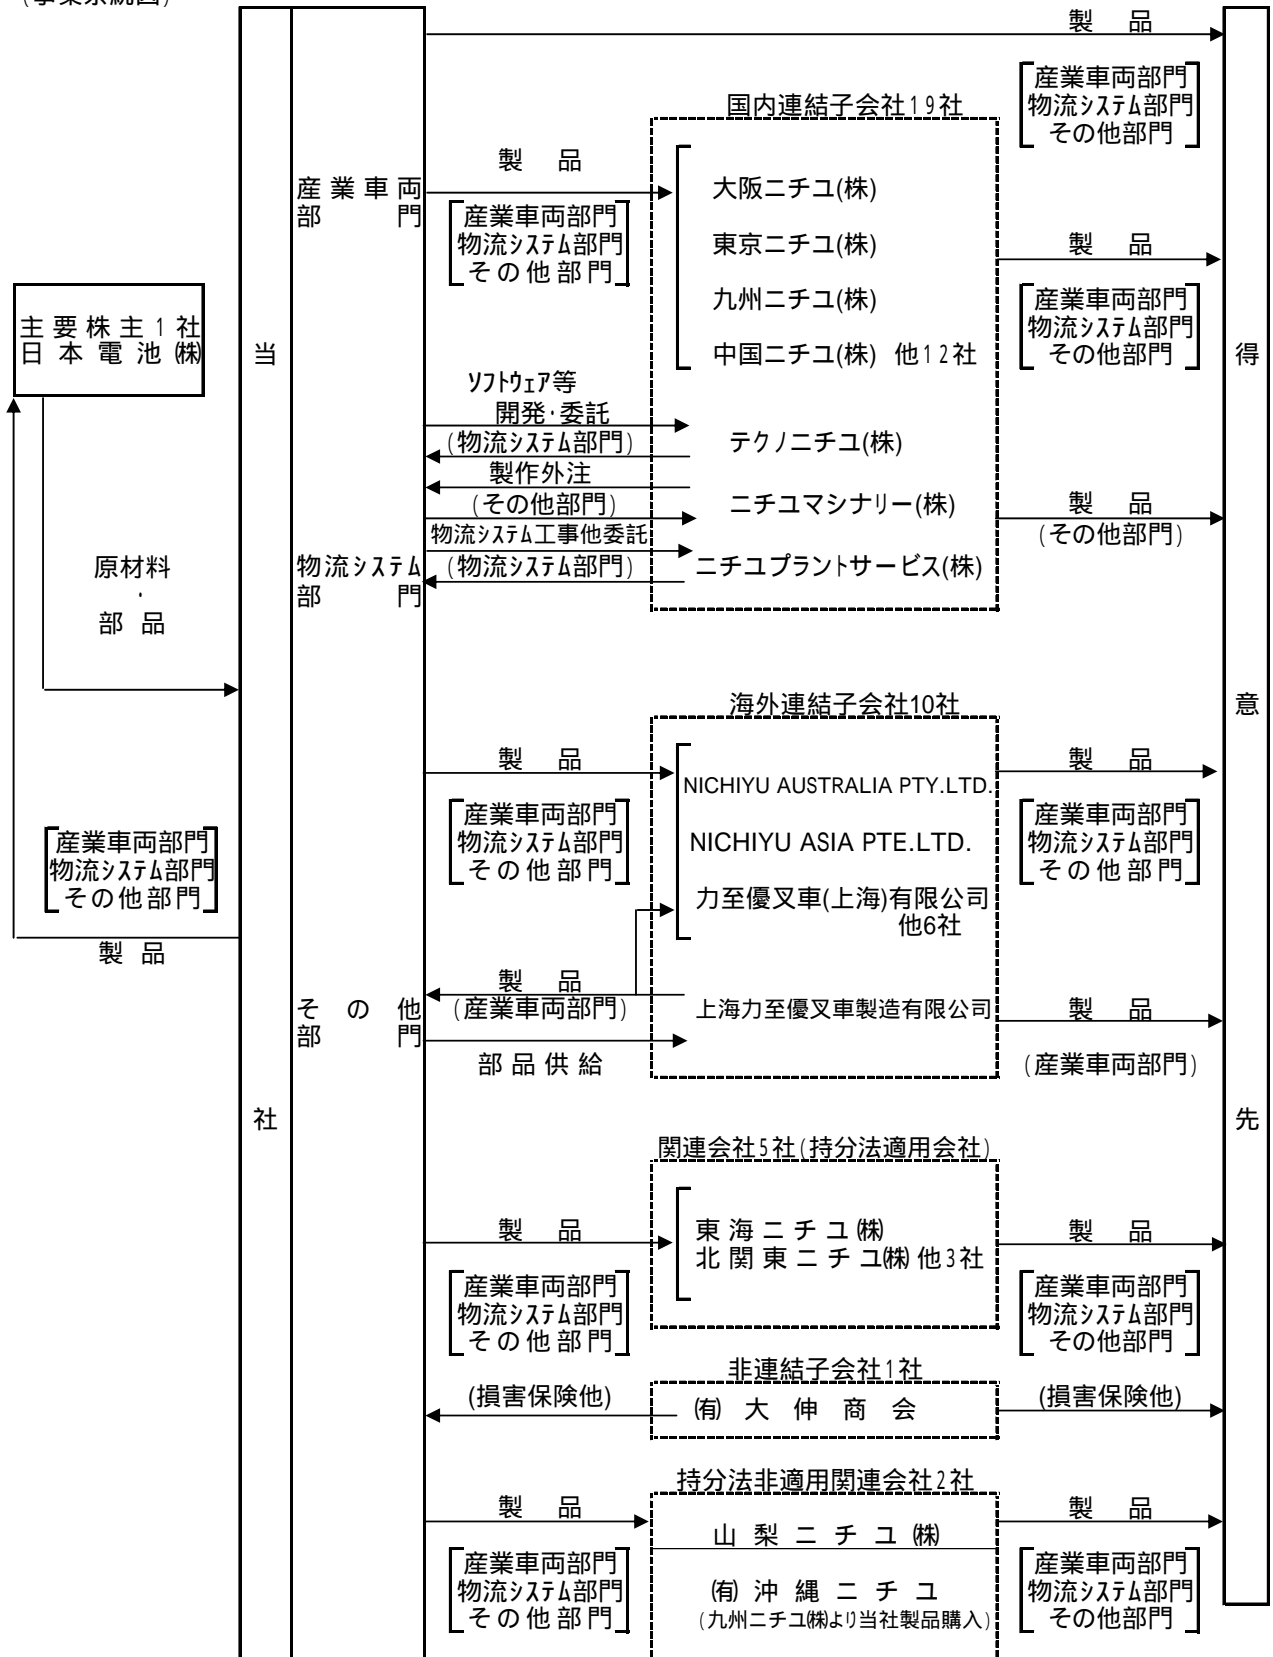 (事業系統図)
製　品
産業車両部門
物流システム部門
その他部門
国内連結子会社19社
製　品
産業車両部門
物流システム部門
その他部門
産業車両
部門
大阪ニチユ(株)
東京ニチユ(株)
九州ニチユ(株)
中国ニチユ(株) 他12社
製　品
産業車両部門
物流システム部門
その他部門
主要株主1社
日本電池㈱
当
社
得
意
先
ソフトウェア等
開発・委託
(物流システム部門)
テクノニチユ(株)
製作外注
(その他部門)
ニチユマシナリー(株)
製　品
(その他部門)
物流システム工事他委託
(物流システム部門)
ニチユプラントサービス(株)
物流システム
部門
原材料
・
部品
海外連結子会社10社
製　品
産業車両部門
物流システム部門
その他部門
NICHIYU AUSTRALIA PTY.LTD.
NICHIYU ASIA PTE.LTD.
力至優叉車(上海)有限公司
他6社
製　品
産業車両部門
物流システム部門
その他部門
産業車両部門
物流システム部門
その他部門
製品
その他
部門
製　品
(産業車両部門)
上海力至優叉車製造有限公司
部品供給
製　品
(産業車両部門)
関連会社5社(持分法適用会社)
製　品
産業車両部門
物流システム部門
その他部門
東海ニチユ㈱
北関東ニチユ㈱他3社
製　品
産業車両部門
物流システム部門
その他部門
非連結子会社1社
(損害保険他)
㈲大伸商会
(損害保険他)
持分法非適用関連会社2社
製　品
産業車両部門
物流システム部門
その他部門
山梨ニチユ㈱
㈲沖縄ニチユ
(九州ニチユ㈱より当社製品購入)
製　品
産業車両部門
物流システム部門
その他部門